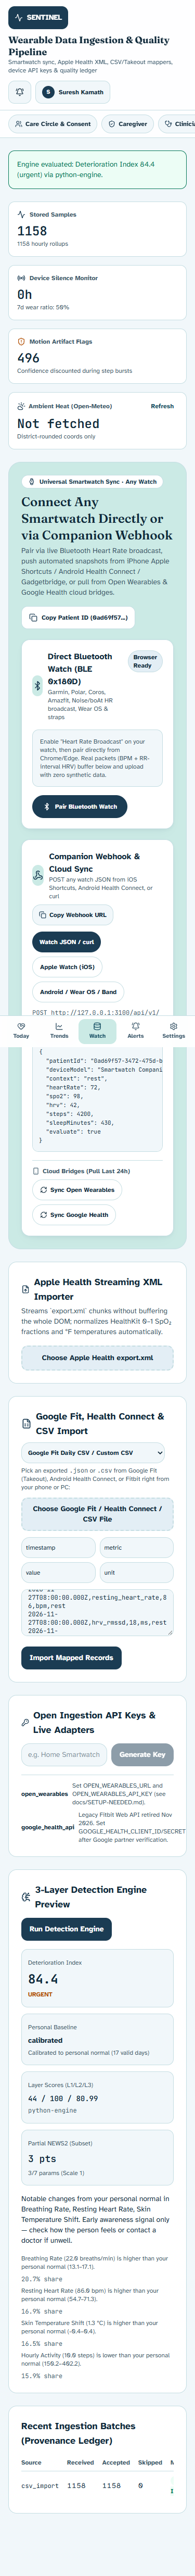 SENTINEL
Wearable Data Ingestion & Quality
Pipeline
Smartwatch sync, Apple Health XML, CSV/Takeout mappers,
device API keys & quality ledger
S Suresh Kamath
Care Circle & Consent Caregiver Clinici
Engine evaluated: Deterioration Index 84.4
(urgent) via python-engine.
Stored Samples
1158
1158 hourly rollups
Device Silence Monitor
0h
7d wear ratio: 50%
Motion Artifact Flags
496
Confidence discounted during step bursts
Ambient Heat (Open-Meteo) Refresh
Not fetched
District-rounded coords only
Universal Smartwatch Sync · Any Watch
Connect Any
Smartwatch Directly or
via Companion Webhook
Pair via live Bluetooth Heart Rate broadcast,
push automated snapshots from iPhone Apple
Shortcuts / Android Health Connect /
Gadgetbridge, or pull from Open Wearables &
Google Health cloud bridges.
Copy Patient ID (0ad69f57…)
Direct Bluetooth
Watch (BLE
0x180D)
Browser
Ready
Garmin, Polar, Coros,
Amazfit, Noise/boAt HR
broadcast, Wear OS &
straps
Enable "Heart Rate Broadcast" on your
watch, then pair directly from
Chrome/Edge. Real packets (BPM + RR-
interval HRV) buffer below and upload
with zero synthetic data.
Pair Bluetooth Watch
Companion Webhook &
Cloud Sync
POST any watch JSON from iOS
Shortcuts, Android Health Connect, or
curl
Copy Webhook URL
Watch JSON / curl
Apple Watch (iOS)
Android / Wear OS / Band
POST http://127.0.0.1:3100/api/v1/
Today Trends Watch Alerts Settings
{
"patientId": "0ad69f57-3472-475d-b
"deviceModel": "Smartwatch Compani
"context": "rest",
"heartRate": 72,
"spo2": 98,
"hrv": 42,
"steps": 4200,
"sleepMinutes": 430,
"evaluate": true
}
Cloud Bridges (Pull Last 24h)
Sync Open Wearables
Sync Google Health
Apple Health Streaming XML
Importer
Streams `export.xml` chunks without buffering
the whole DOM; normalizes HealthKit 0–1 SpO₂
fractions and °F temperatures automatically.
Choose Apple Health export.xml
Google Fit, Health Connect &
CSV Import
Google Fit Daily CSV / Custom CSV
Pick an exported .json or .csv from Google Fit
(Takeout), Android Health Connect, or Fitbit right from
your phone or PC:
Choose Google Fit / Health Connect /
CSV File
timestamp metric
value unit
27T08:00:00.000Z,resting_heart_rate,8
6,bpm,rest
2026-11-
27T08:00:00.000Z,hrv_rmssd,18,ms,rest
2026-11-
Import Mapped Records
Open Ingestion API Keys &
Live Adapters
e.g. Home Smartwatch Generate Key
open_wearables Set OPEN_WEARABLES_URL and
OPEN_WEARABLES_API_KEY (see
docs/SETUP-NEEDED.md).
google_health_api Legacy Fitbit Web API retired Nov
2026. Set
GOOGLE_HEALTH_CLIENT_ID/SECRET
after Google partner verification.
3-Layer Detection Engine
Preview
Run Detection Engine
Deterioration Index
84.4
URGENT
Personal Baseline
calibrated
Calibrated to personal normal (17 valid days)
Layer Scores (L1/L2/L3)
44 / 100 / 80.99
python-engine
Partial NEWS2 (Subset)
3 pts
3/7 params (Scale 1)
Notable changes from your personal normal in
Breathing Rate, Resting Heart Rate, Skin
Temperature Shift. Early awareness signal only
— check how the person feels or contact a
doctor if unwell.
Breathing Rate (22.0 breaths/min) is higher than your
personal normal (13.1–17.1).
20.7% share
Resting Heart Rate (86.0 bpm) is higher than your
personal normal (54.7–71.3).
16.9% share
Skin Temperature Shift (1.3 °C) is higher than your
personal normal (-0.4–0.4).
16.5% share
Hourly Activity (10.0 steps) is lower than your personal
normal (150.2–402.2).
15.9% share
Recent Ingestion Batches
(Provenance Ledger)
Source Received Accepted Skipped
csv_import 1158 1158 0